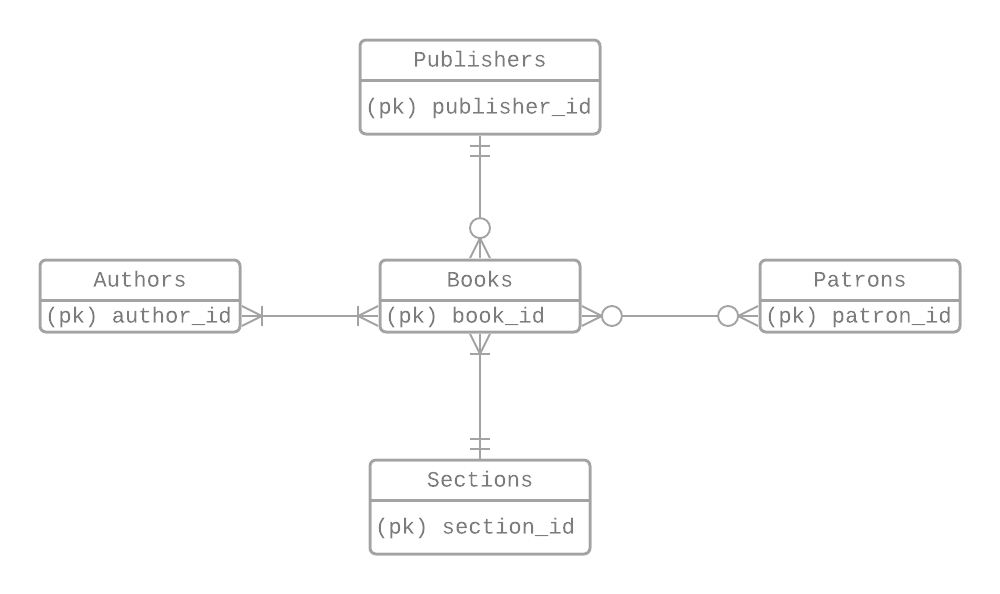 Publishers
(pk) publisher_id
Authors
(pk) author_id
Books
(pk) book_id
Patrons
(pk) patron_id
Sections
(pk) section_id